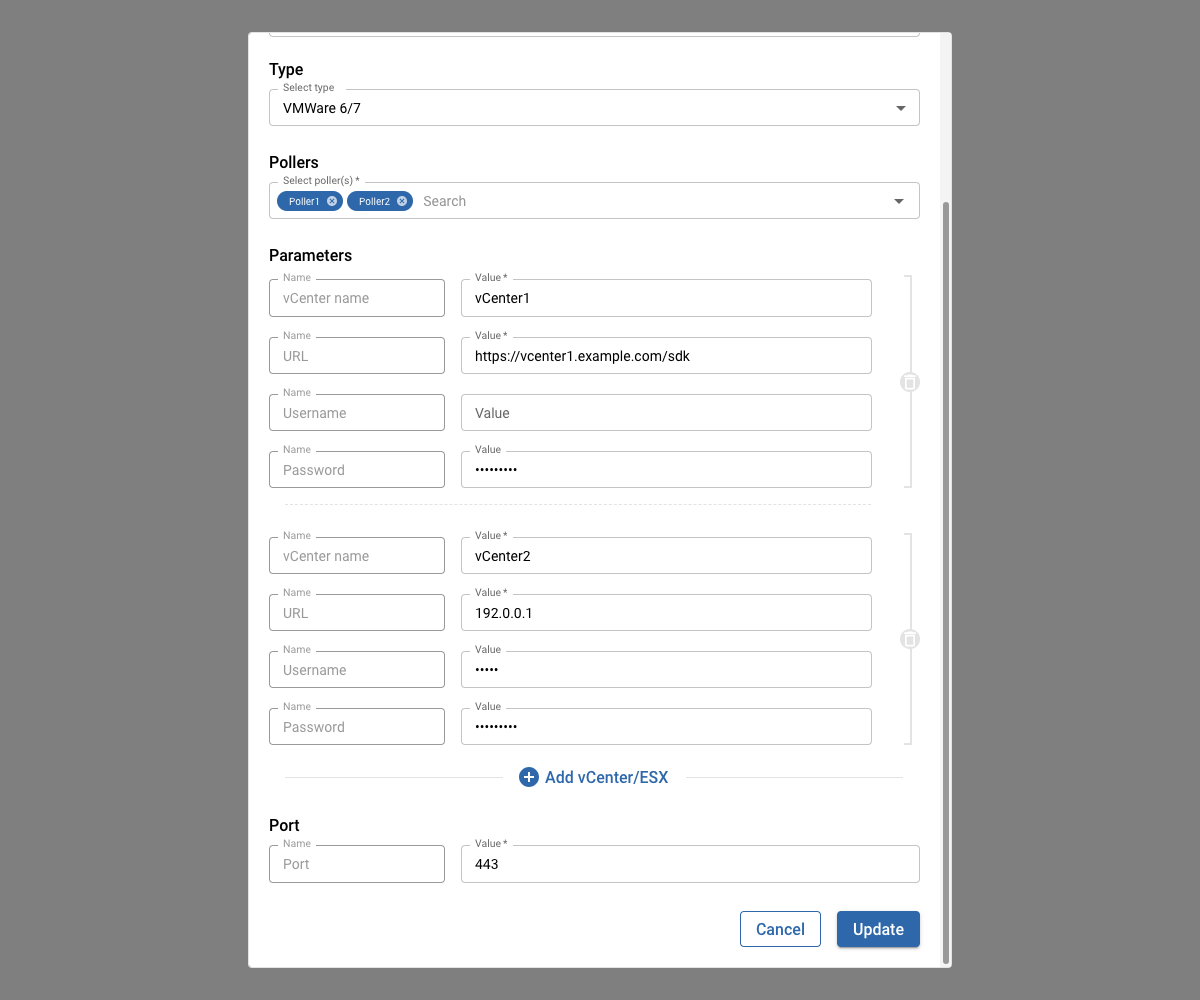 Type
Select type
VMWare 6/7
Pollers
Select poller(s) *
Poller1 Poller2 Search
Parameters
Name Value *
vCenter name vCenter1
Name Value *
URL https://vcenter1.example.com/sdk
Name
Username Value
Name Value
Password •••••••••
Name Value *
vCenter name vCenter2
Name Value *
URL 192.0.0.1
Name Value
Username •••••
Name Value
Password •••••••••
Add vCenter/ESX
Port
Name Value *
Port 443
Cancel Update